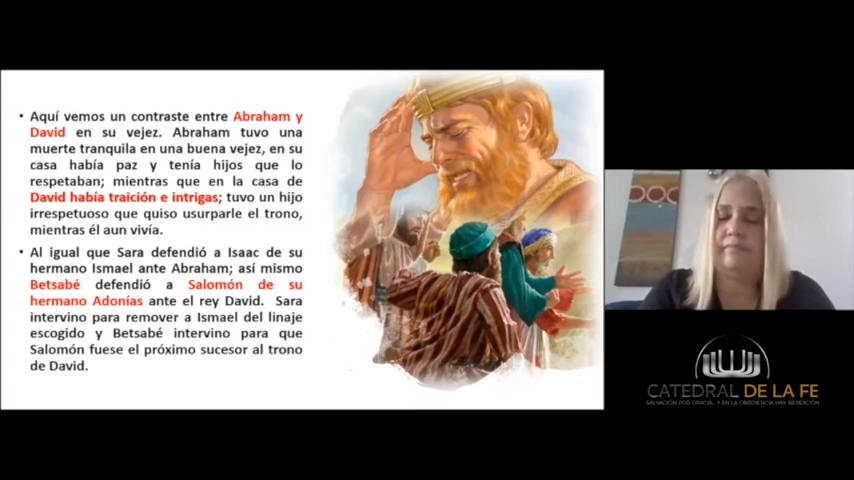 • Aquí vemos un contraste entre Abraham y
David en su vejez. Abraham tuvo una
muerte tranquila en una buena vejez, en su
casa había paz y tenía hijos que lo
respetaban; mientras que en la casa de
David había traición e intrigas; tuvo un hijo
irrespetuoso que quiso usurparle el trono,
mientras él aun vivía.
• Al igual que Sara defendió a Isaac de su
hermano Ismael ante Abraham; así mismo
Betsabé defendió a Salomón de su
hermano Adonías ante el rey David. Sara
intervino para remover a Ismael del linaje
escogido y Betsabé intervino para que
Salomón fuese el próximo sucesor al trono
de David.
CATEDRAL DE LA FE
SALVACIÓN POR GRACIA... Y EN LA OBEDIENCIA HAY BENDICIÓN